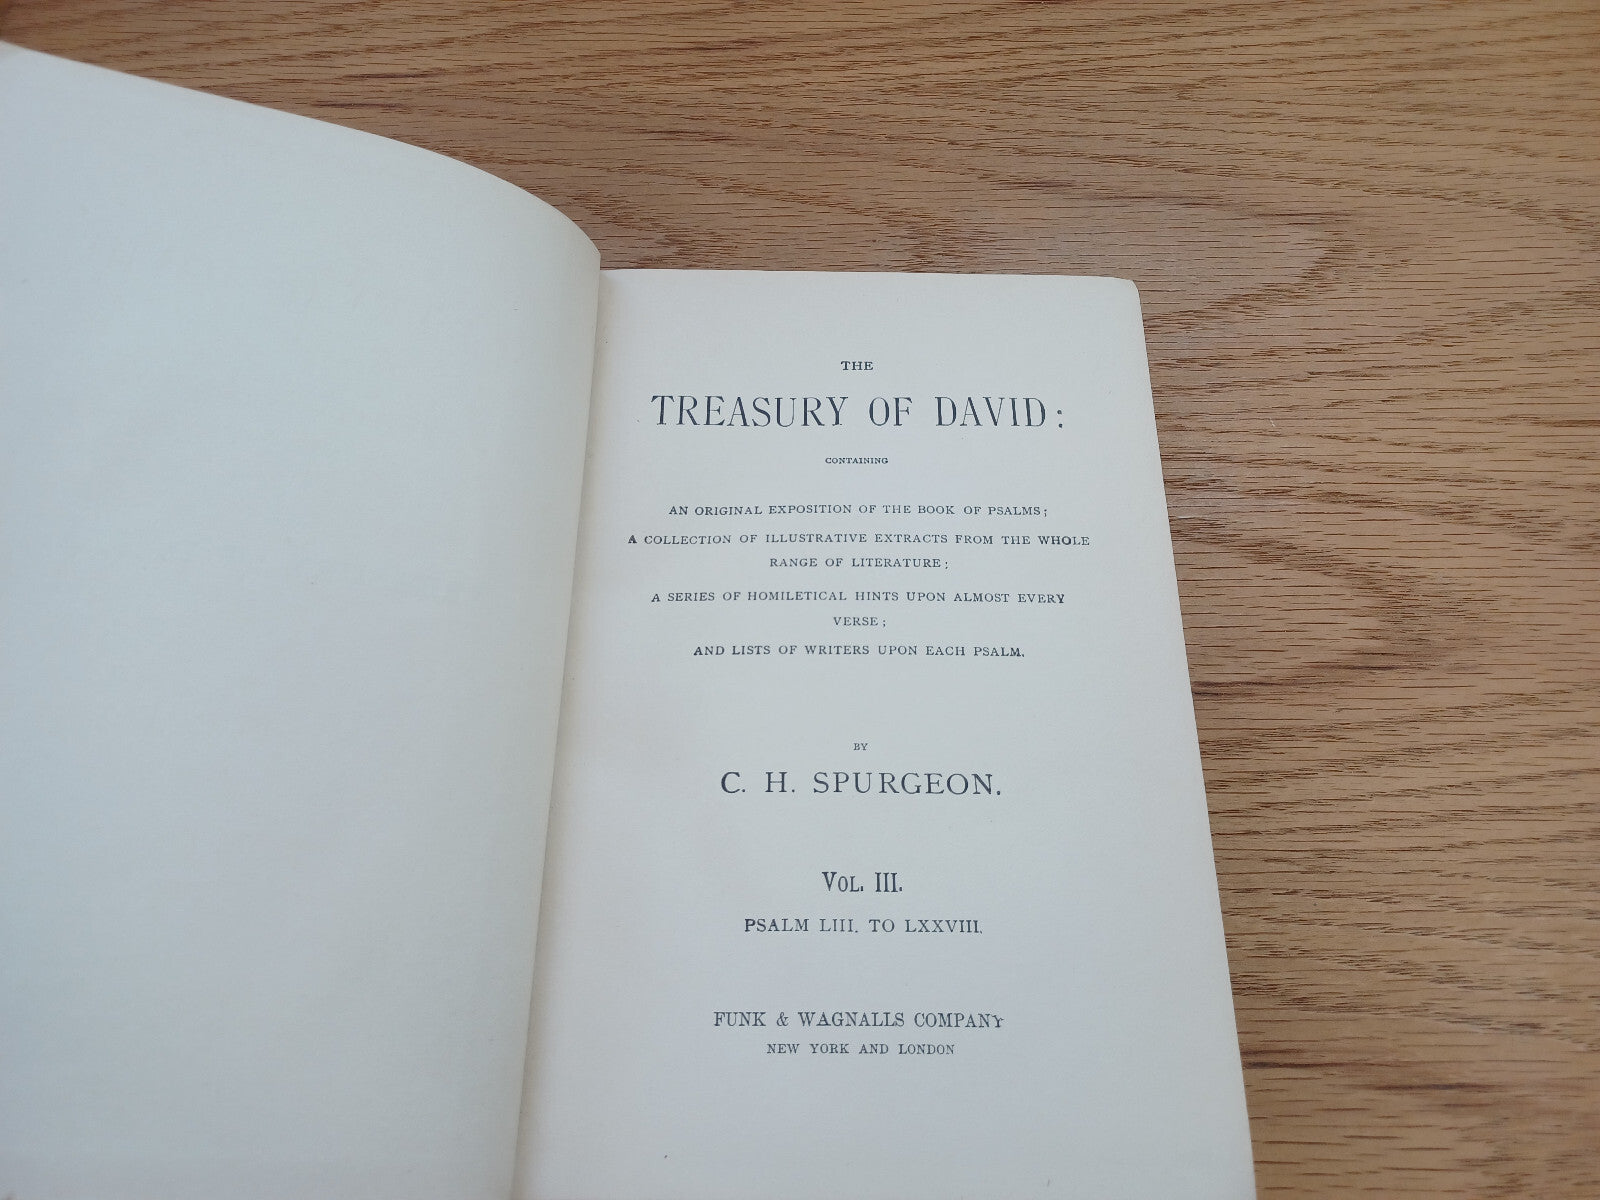 THE
TREASURY OF DAVID:
CONTAINING
AN ORIGINAL EXPOSITION OF THE BOOK OF PSALMS;
A COLLECTION OF ILLUSTRATIVE EXTRACTS FROM THE WHOLE
RANGE OF LITERATURE;
A SERIES OF HOMILETICAL HINTS UPON ALMOST EVERY
VERSE;
AND LISTS OF WRITERS UPON EACH PSALM.
BY
C. H. SPURGEON.
VOL. III.
PSALM LIII. TO LXXVIII.
FUNK & WAGNALLS COMPANY
NEW YORK AND LONDON